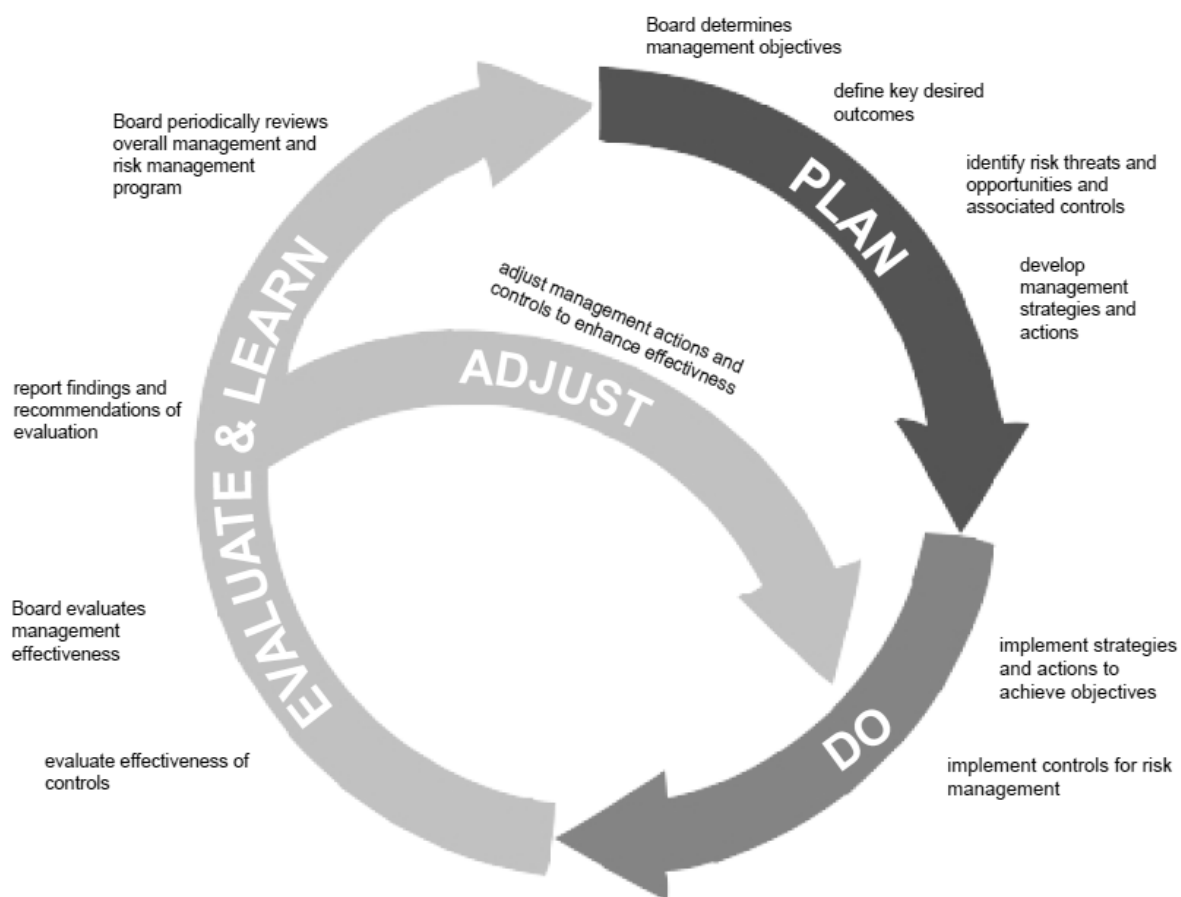 Board determines
management objectives
define key desired
outcomes
identify risk threats and
opportunities and
associated controls
develop
management
strategies and
actions
PLAN
implement strategies
and actions to
achieve objectives
implement controls for risk
management
DO
evaluate effectiveness of
controls
Board evaluates
management
effectiveness
report findings and
recommendations of
evaluation
Board periodically reviews
overall management and
risk management
program
EVALUATE & LEARN
adjust management actions and
controls to enhance effectivness
ADJUST